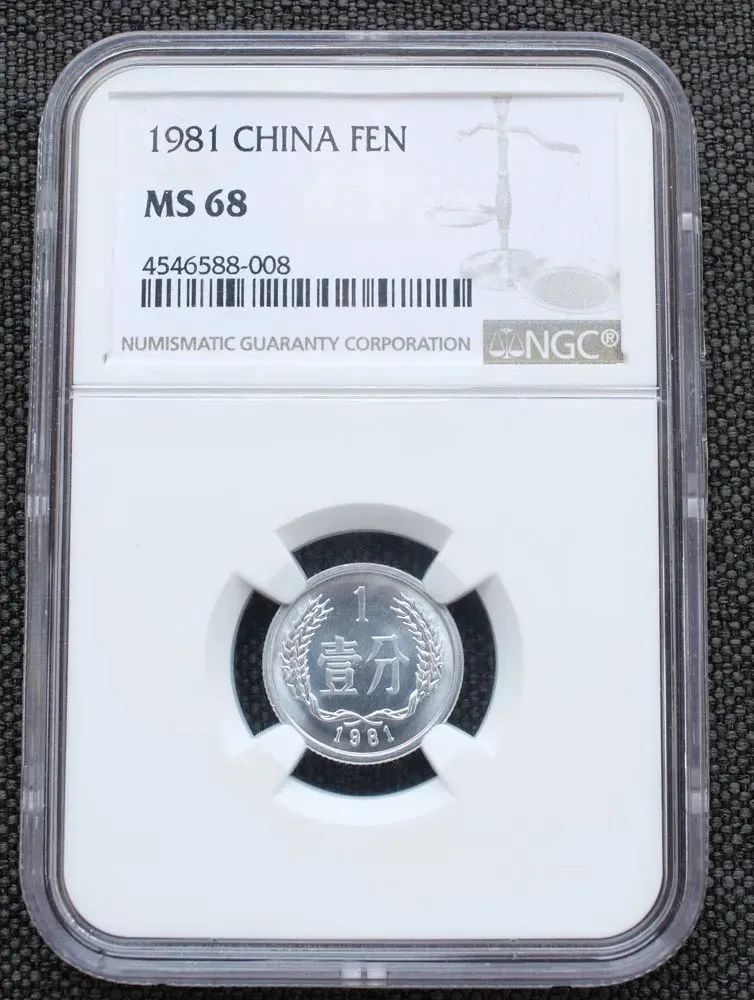 1981 CHINA FEN
MS 68
4546588-008
NUMISMATIC GUARANTY CORPORATION NGC®
1
壹分
1981